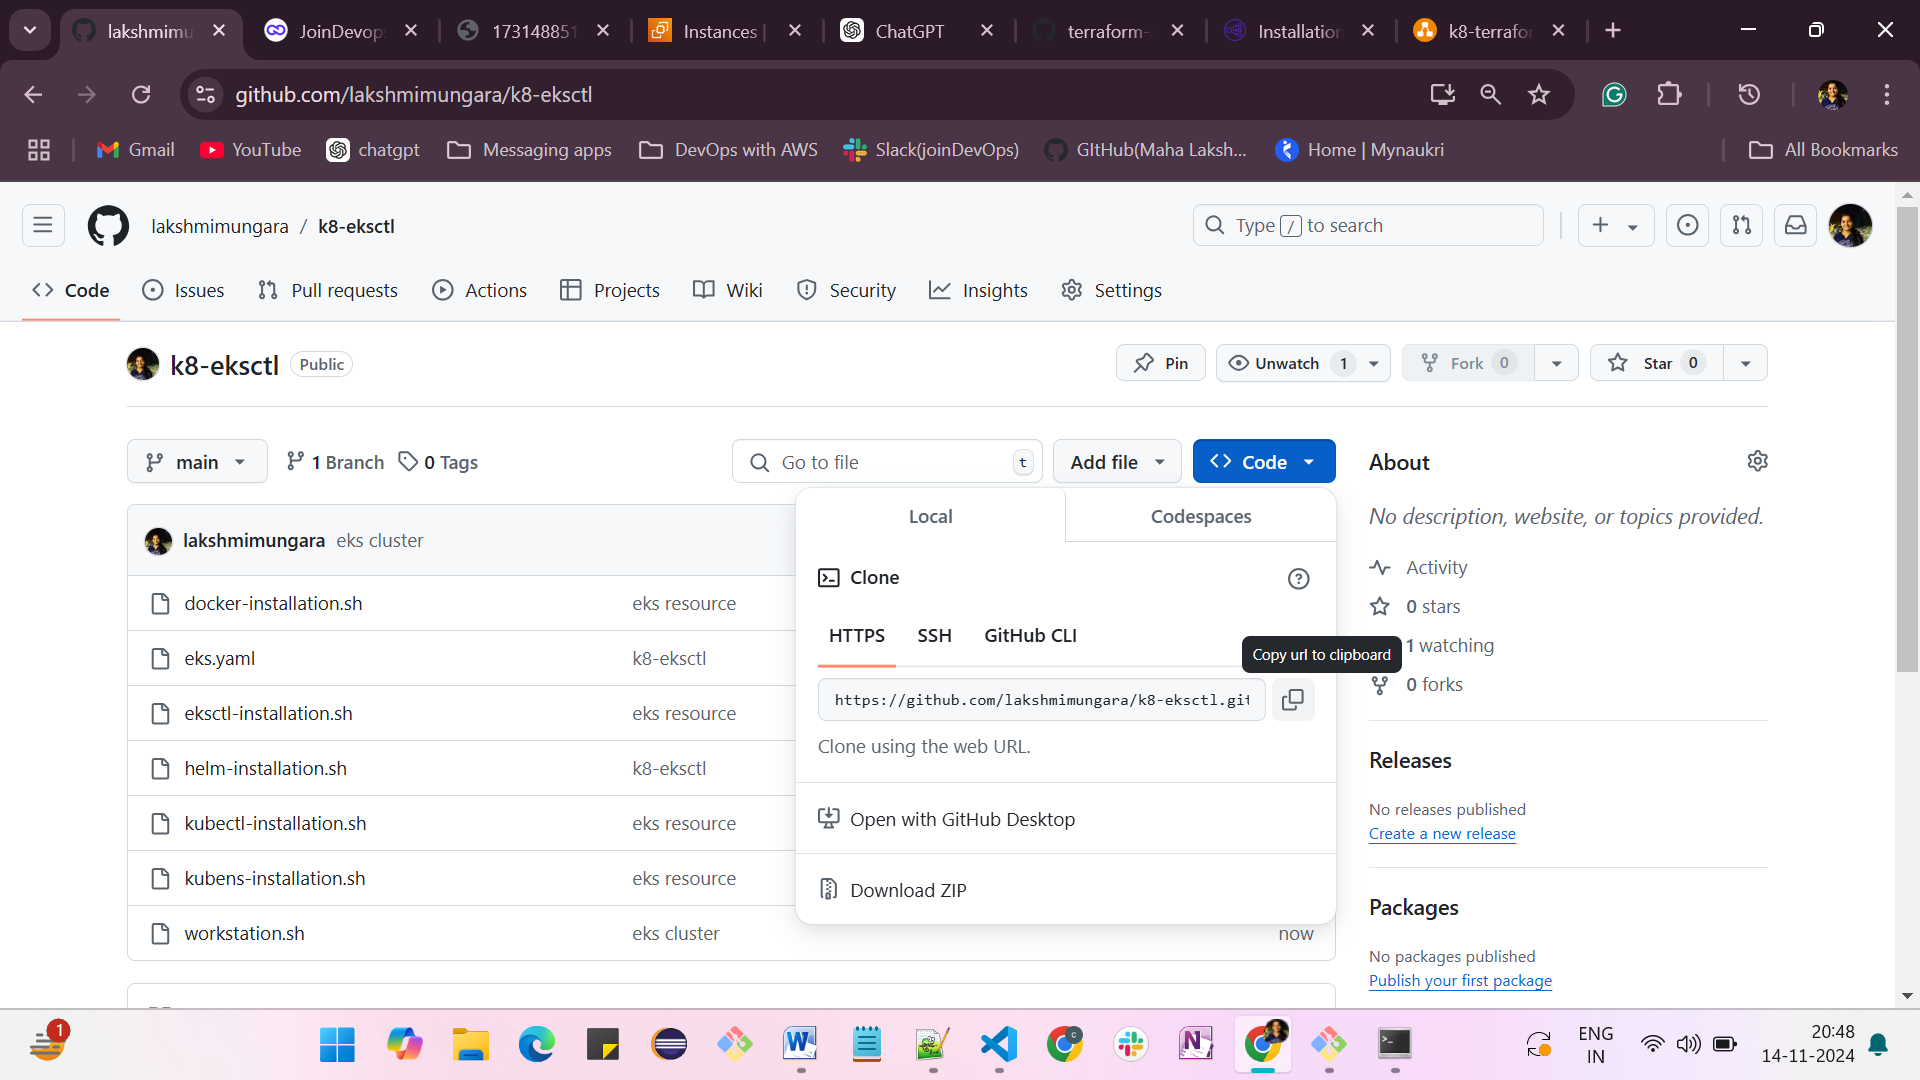 lakshmimu
JoinDevop
173148851
Instances |
ChatGPT
terraform-
Installation
k8-terrafor
github.com/lakshmimungara/k8-eksctl
Gmail
YouTube
chatgpt
Messaging apps
DevOps with AWS
Slack(joinDevOps)
GItHub(Maha Laksh...
Home | Mynaukri
All Bookmarks
lakshmimungara / k8-eksctl
Type / to search
Code
Issues
Pull requests
Actions
Projects
Wiki
Security
Insights
Settings
k8-eksctl Public
Pin
Unwatch 1
Fork 0
Star 0
main
1 Branch
0 Tags
Go to file t
Add file
Code
About
No description, website, or topics provided.
Activity
0 stars
1 watching
0 forks
Releases
No releases published
Create a new release
Packages
No packages published
Publish your first package
Local
Codespaces
Clone
HTTPS
SSH
GitHub CLI
Copy url to clipboard
https://github.com/lakshmimungara/k8-eksctl.git
Clone using the web URL.
Open with GitHub Desktop
Download ZIP
lakshmimungara eks cluster
docker-installation.sh eks resource
eks.yaml k8-eksctl
eksctl-installation.sh eks resource
helm-installation.sh k8-eksctl
kubectl-installation.sh eks resource
kubens-installation.sh eks resource
workstation.sh eks cluster now
1
ENG
IN
20:48
14-11-2024